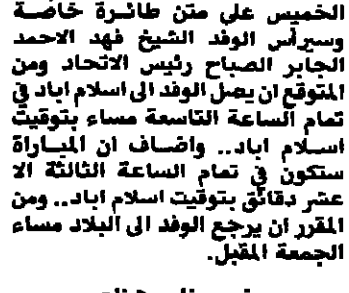 الخميس على متن طائرة خاصة
وسيرأس الوفد الشيخ فهد الاحمد
الجابر الصباح رئيس الاتحاد ومن
المتوقع ان يصل الوفد الى اسلام اباد في
تمام الساعة التاسعة مساء بتوقيت
اسلام اباد.. واضاف ان المباراة
ستكون في تمام الساعة الثالثة الا
عشر دقائق بتوقيت اسلام اباد.. ومن
المقرر ان يرجع الوفد الى البلاد مساء
الجمعة المقبل.